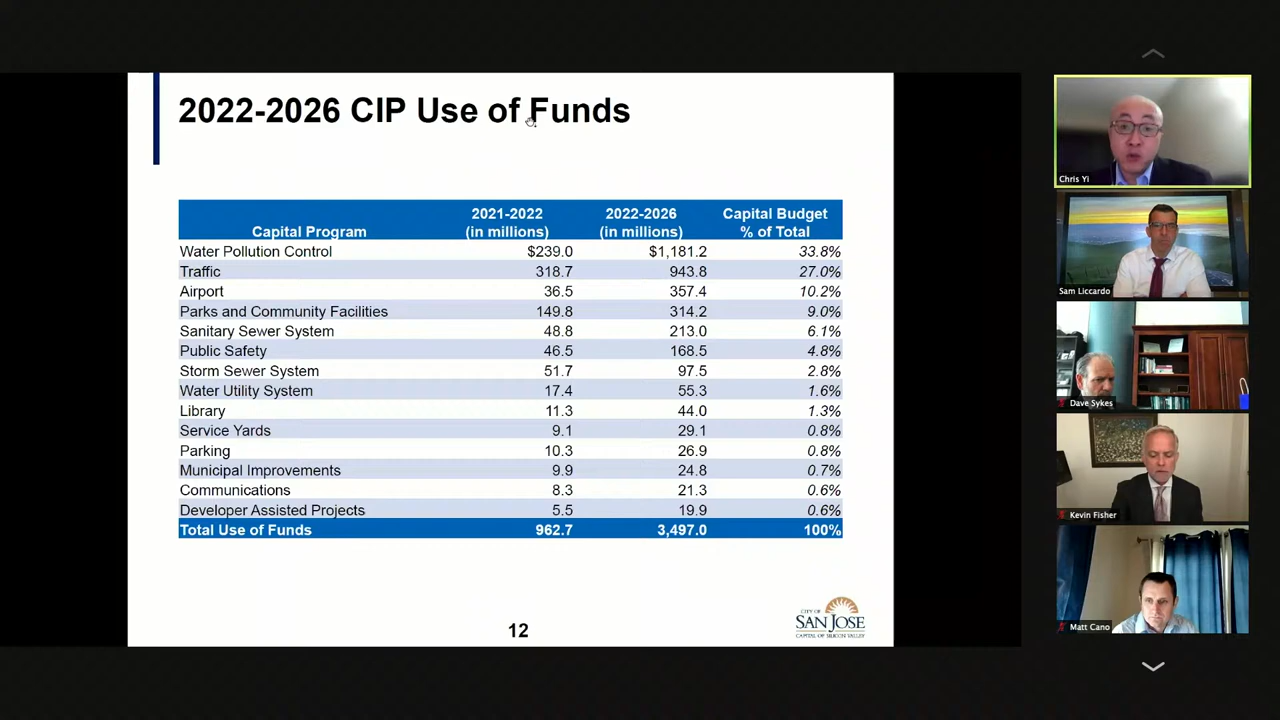 2022-2026 CIP Use of Funds
Capital Program 2021-2022 (in millions) 2022-2026 (in millions) Capital Budget % of Total
Water Pollution Control $239.0 $1,181.2 33.8%
Traffic 318.7 943.8 27.0%
Airport 36.5 357.4 10.2%
Parks and Community Facilities 149.8 314.2 9.0%
Sanitary Sewer System 48.8 213.0 6.1%
Public Safety 46.5 168.5 4.8%
Storm Sewer System 51.7 97.5 2.8%
Water Utility System 17.4 55.3 1.6%
Library 11.3 44.0 1.3%
Service Yards 9.1 29.1 0.8%
Parking 10.3 26.9 0.8%
Municipal Improvements 9.9 24.8 0.7%
Communications 8.3 21.3 0.6%
Developer Assisted Projects 5.5 19.9 0.6%
Total Use of Funds 962.7 3,497.0 100%
12
CITY OF
SAN JOSE
CAPITAL OF SILICON VALLEY
Chris Yi
Sam Liccardo
Dave Sykes
Kevin Fisher
Matt Cano